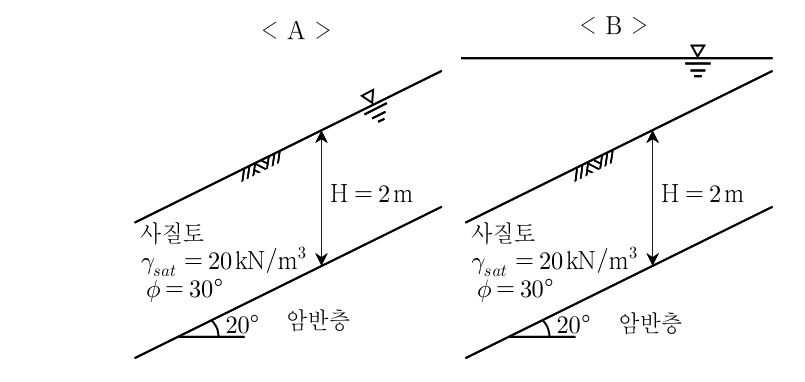 < A >
H = 2 m
사질토
γsat = 20 kN/m³
ϕ = 30°
20°
암반층
< B >
H = 2 m
사질토
γsat = 20 kN/m³
ϕ = 30°
20°
암반층